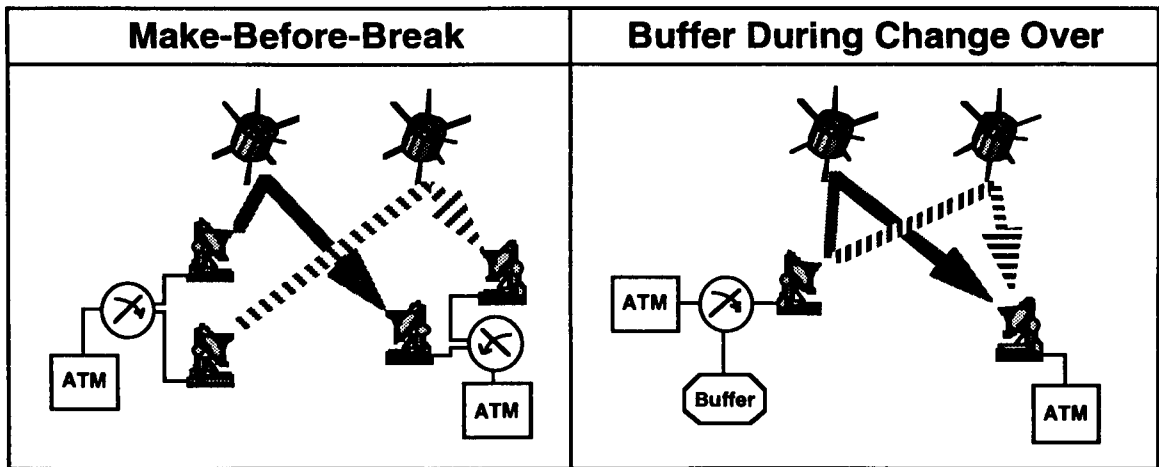 Make-Before-Break
Buffer During Change Over
ATM
ATM
ATM
Buffer
ATM